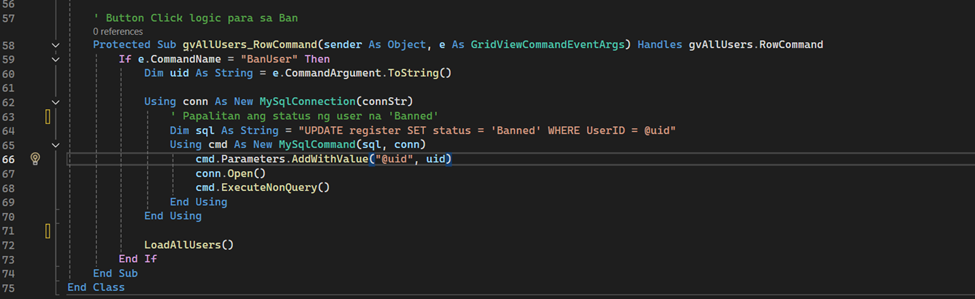 56
57 ' Button Click logic para sa Ban
0 references
58 Protected Sub gvAllUsers_RowCommand(sender As Object, e As GridViewCommandEventArgs) Handles gvAllUsers.RowCommand
59 If e.CommandName = "BanUser" Then
60 Dim uid As String = e.CommandArgument.ToString()
61
62 Using conn As New MySqlConnection(connStr)
63 ' Papalitan ang status ng user na 'Banned'
64 Dim sql As String = "UPDATE register SET status = 'Banned' WHERE UserID = @uid"
65 Using cmd As New MySqlCommand(sql, conn)
66 cmd.Parameters.AddWithValue("@uid", uid)
67 conn.Open()
68 cmd.ExecuteNonQuery()
69 End Using
70 End Using
71
72 LoadAllUsers()
73 End If
74 End Sub
75 End Class